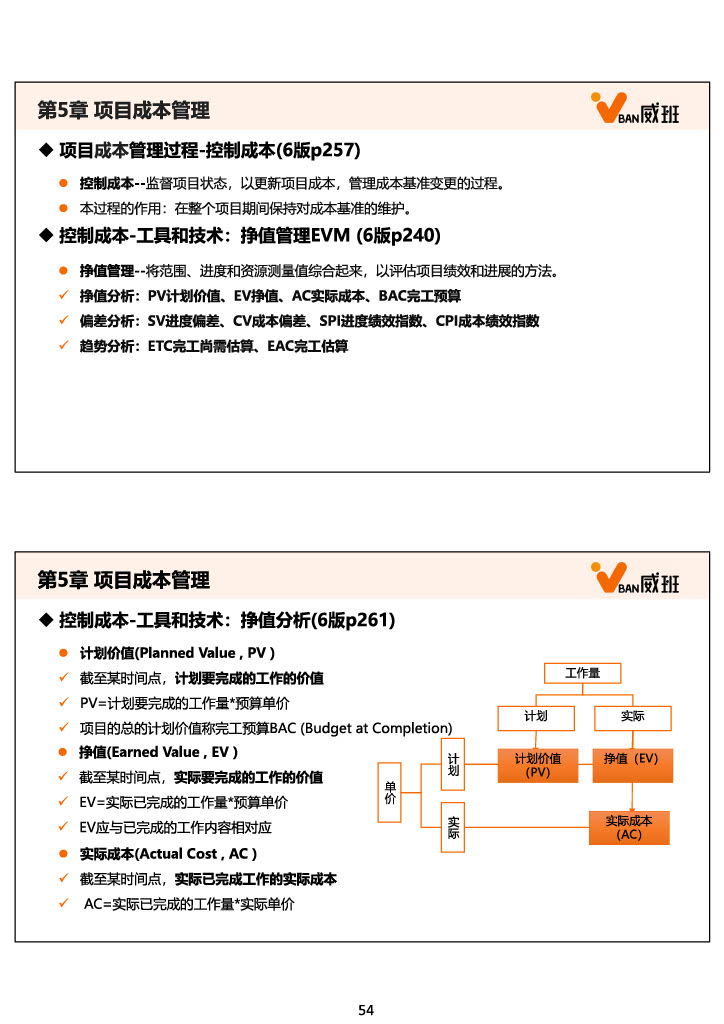 第5章 项目成本管理
BAN威班
◆ 项目成本管理过程-控制成本(6版p257)
● 控制成本--监督项目状态，以更新项目成本，管理成本基准变更的过程。
● 本过程的作用：在整个项目期间保持对成本基准的维护。
◆ 控制成本-工具和技术：挣值管理EVM (6版p240)
● 挣值管理--将范围、进度和资源测量值综合起来，以评估项目绩效和进展的方法。
✓ 挣值分析：PV计划价值、EV挣值、AC实际成本、BAC完工预算
✓ 偏差分析：SV进度偏差、CV成本偏差、SPI进度绩效指数、CPI成本绩效指数
✓ 趋势分析：ETC完工尚需估算、EAC完工估算
第5章 项目成本管理
BAN威班
◆ 控制成本-工具和技术：挣值分析(6版p261)
● 计划价值(Planned Value , PV )
✓ 截至某时间点，计划要完成的工作的价值
✓ PV=计划要完成的工作量*预算单价
✓ 项目的总的计划价值称完工预算BAC (Budget at Completion)
● 挣值(Earned Value , EV )
✓ 截至某时间点，实际要完成的工作的价值
✓ EV=实际已完成的工作量*预算单价
✓ EV应与已完成的工作内容相对应
● 实际成本(Actual Cost , AC )
✓ 截至某时间点，实际已完成工作的实际成本
✓ AC=实际已完成的工作量*实际单价
工作量
计划
实际
单价
计划
计划价值
(PV)
挣值（EV）
实际
实际成本
(AC)
54